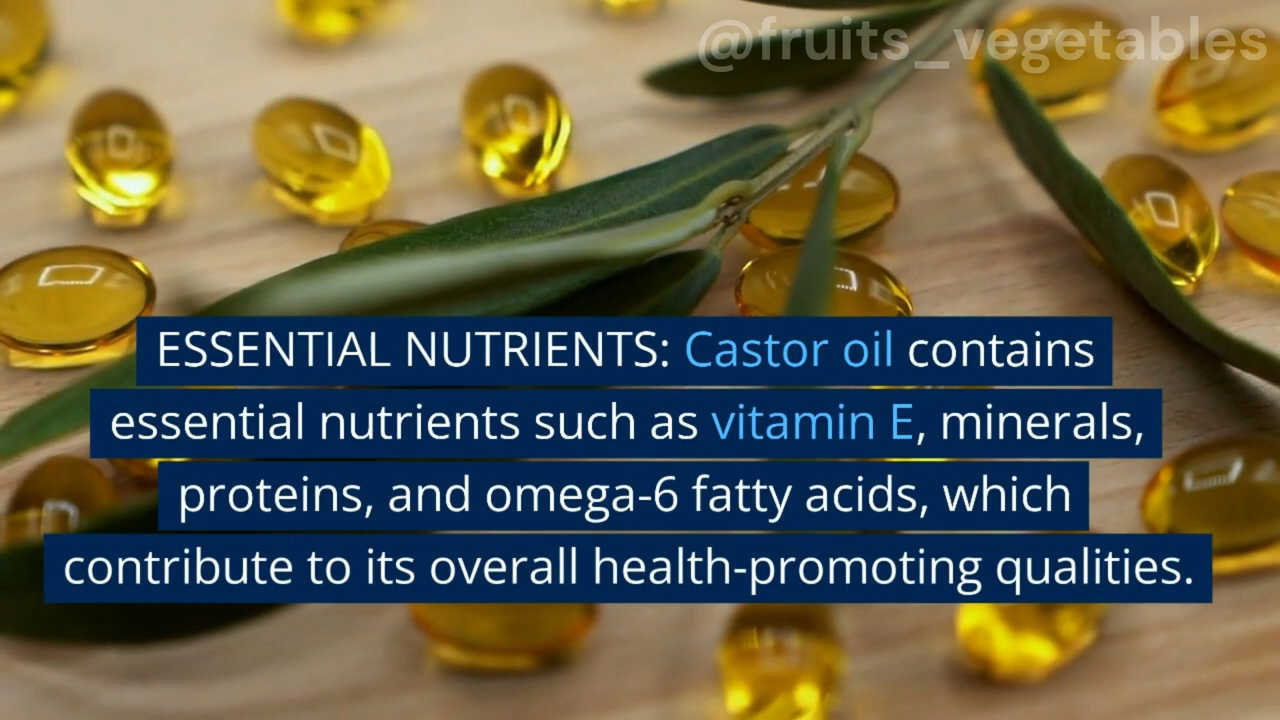 @fruits_vegetables
ESSENTIAL NUTRIENTS: Castor oil contains
essential nutrients such as vitamin E, minerals,
proteins, and omega-6 fatty acids, which
contribute to its overall health-promoting qualities.